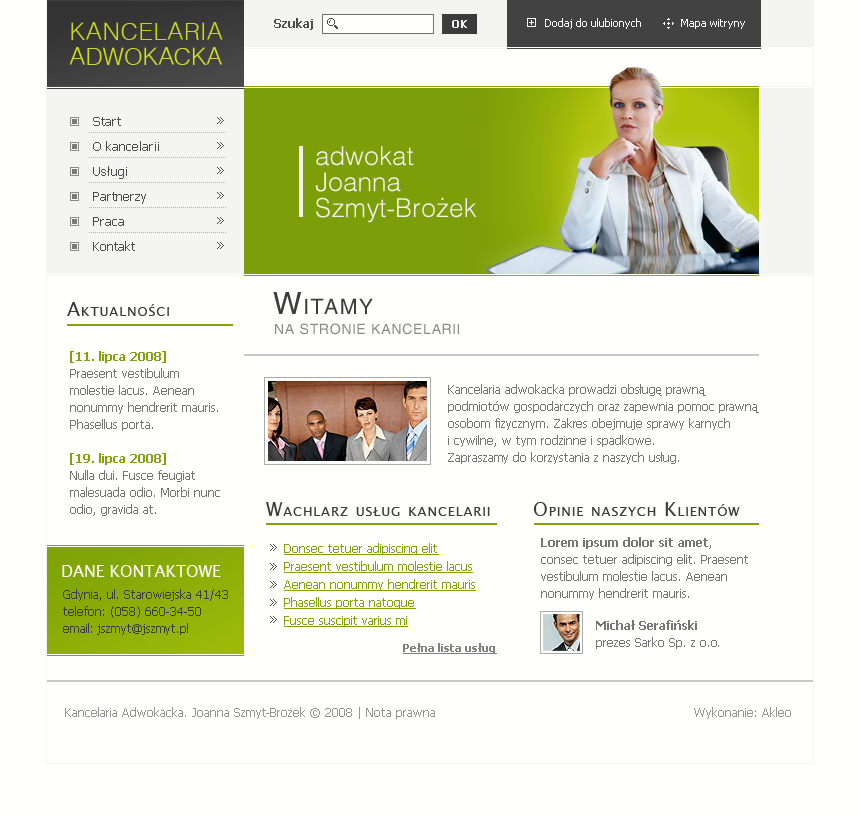 KANCELARIA
ADWOKACKA
Szukaj
OK
Dodaj do ulubionych
Mapa witryny
Start
O kancelarii
Usługi
Partnerzy
Praca
Kontakt
adwokat
Joanna
Szmyt-Brożek
Aktualności
[11. lipca 2008]
Praesent vestibulum
molestie lacus. Aenean
nonummy hendrerit mauris.
Phasellus porta.
[19. lipca 2008]
Nulla dui. Fusce feugiat
malesuada odio. Morbi nunc
odio, gravida at.
DANE KONTAKTOWE
Gdynia, ul. Starowiejska 41/43
telefon: (058) 660-34-50
email: jszmyt@jszmyt.pl
Witamy
NA STRONIE KANCELARII
Kancelaria adwokacka prowadzi obsługę prawną
podmiotów gospodarczych oraz zapewnia pomoc prawną
osobom fizycznym. Zakres obejmuje sprawy karnych
i cywilne, w tym rodzinne i spadkowe.
Zapraszamy do korzystania z naszych usług.
Wachlarz usług kancelarii
Donsec tetuer adipiscing elit
Praesent vestibulum molestie lacus
Aenean nonummy hendrerit mauris
Phasellus porta natoque
Fusce suscipit varius mi
Pełna lista usług
Opinie naszych Klientów
Lorem ipsum dolor sit amet,
consec tetuer adipiscing elit. Praesent
vestibulum molestie lacus. Aenean
nonummy hendrerit mauris.
Michał Serafiński
prezes Sarko Sp. z o.o.
Kancelaria Adwokacka. Joanna Szmyt-Brożek © 2008 | Nota prawna
Wykonanie: Akleo